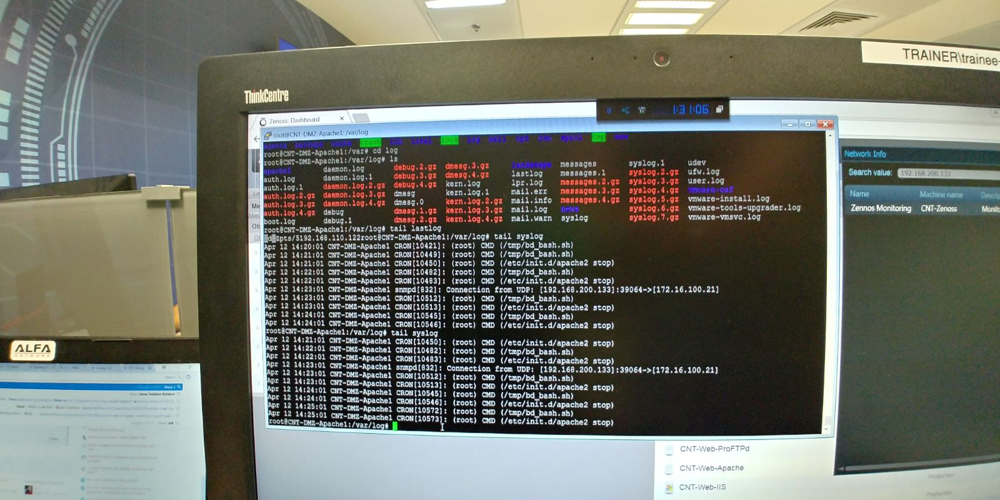 TRAINER\trainee-
ThinkCentre
1:31:06
Zenoss: Dashboard
root@CNT-DMZ-Apache1: /var/log
crash lock tmp
root@CNT-DMZ-Apache1:/var# cd log
root@CNT-DMZ-Apache1:/var/log# ls
apache2 daemon.log debug.2.gz dmesg.3.gz landscape messages syslog.1 udev
auth.log daemon.log.1 debug.3.gz dmesg.4.gz lastlog messages.1 syslog.2.gz ufw.log
auth.log.1 daemon.log.2.gz debug.4.gz kern.log lpr.log messages.2.gz syslog.3.gz user.log
auth.log.2.gz daemon.log.3.gz dmesg kern.log.1 mail.err messages.3.gz syslog.4.gz vmware-caf
auth.log.3.gz daemon.log.4.gz dmesg.0 kern.log.2.gz mail.info messages.4.gz syslog.5.gz vmware-install.log
auth.log.4.gz debug dmesg.1.gz kern.log.3.gz mail.log news syslog.6.gz vmware-tools-upgrader.log
boot.log debug.1 dmesg.2.gz kern.log.4.gz mail.warn syslog syslog.7.gz vmware-vmsvc.log
root@CNT-DMZ-Apache1:/var/log# tail lastlog
pts/5192.168.110.122root@CNT-DMZ-Apache1:/var/log# tail syslog
Apr 12 14:20:01 CNT-DMZ-Apache1 CRON[10421]: (root) CMD (/tmp/bd_bash.sh)
Apr 12 14:21:01 CNT-DMZ-Apache1 CRON[10449]: (root) CMD (/tmp/bd_bash.sh)
Apr 12 14:21:01 CNT-DMZ-Apache1 CRON[10450]: (root) CMD (/etc/init.d/apache2 stop)
Apr 12 14:22:01 CNT-DMZ-Apache1 CRON[10482]: (root) CMD (/tmp/bd_bash.sh)
Apr 12 14:22:01 CNT-DMZ-Apache1 CRON[10483]: (root) CMD (/etc/init.d/apache2 stop)
Apr 12 14:23:01 CNT-DMZ-Apache1 snmpd[832]: Connection from UDP: [192.168.200.133]:39064->[172.16.100.21]
Apr 12 14:23:01 CNT-DMZ-Apache1 CRON[10512]: (root) CMD (/tmp/bd_bash.sh)
Apr 12 14:23:01 CNT-DMZ-Apache1 CRON[10513]: (root) CMD (/etc/init.d/apache2 stop)
Apr 12 14:24:01 CNT-DMZ-Apache1 CRON[10545]: (root) CMD (/tmp/bd_bash.sh)
Apr 12 14:24:01 CNT-DMZ-Apache1 CRON[10546]: (root) CMD (/etc/init.d/apache2 stop)
root@CNT-DMZ-Apache1:/var/log# tail syslog
Apr 12 14:21:01 CNT-DMZ-Apache1 CRON[10450]: (root) CMD (/etc/init.d/apache2 stop)
Apr 12 14:22:01 CNT-DMZ-Apache1 CRON[10482]: (root) CMD (/tmp/bd_bash.sh)
Apr 12 14:22:01 CNT-DMZ-Apache1 CRON[10483]: (root) CMD (/etc/init.d/apache2 stop)
Apr 12 14:23:01 CNT-DMZ-Apache1 snmpd[832]: Connection from UDP: [192.168.200.133]:39064->[172.16.100.21]
Apr 12 14:23:01 CNT-DMZ-Apache1 CRON[10512]: (root) CMD (/tmp/bd_bash.sh)
Apr 12 14:23:01 CNT-DMZ-Apache1 CRON[10513]: (root) CMD (/etc/init.d/apache2 stop)
Apr 12 14:24:01 CNT-DMZ-Apache1 CRON[10545]: (root) CMD (/tmp/bd_bash.sh)
Apr 12 14:24:01 CNT-DMZ-Apache1 CRON[10546]: (root) CMD (/etc/init.d/apache2 stop)
Apr 12 14:25:01 CNT-DMZ-Apache1 CRON[10572]: (root) CMD (/tmp/bd_bash.sh)
Apr 12 14:25:01 CNT-DMZ-Apache1 CRON[10573]: (root) CMD (/etc/init.d/apache2 stop)
root@CNT-DMZ-Apache1:/var/log#
Network Info
Search value: 192.168.200.133
Name Machine name Descrip
Zennos Monitoring CNT-Zenoss Monito
CNT-Web-ProFTPd
CNT-Web-Apache
CNT-Web-IIS
Production
ALFA
NETWORK
show hidden folders